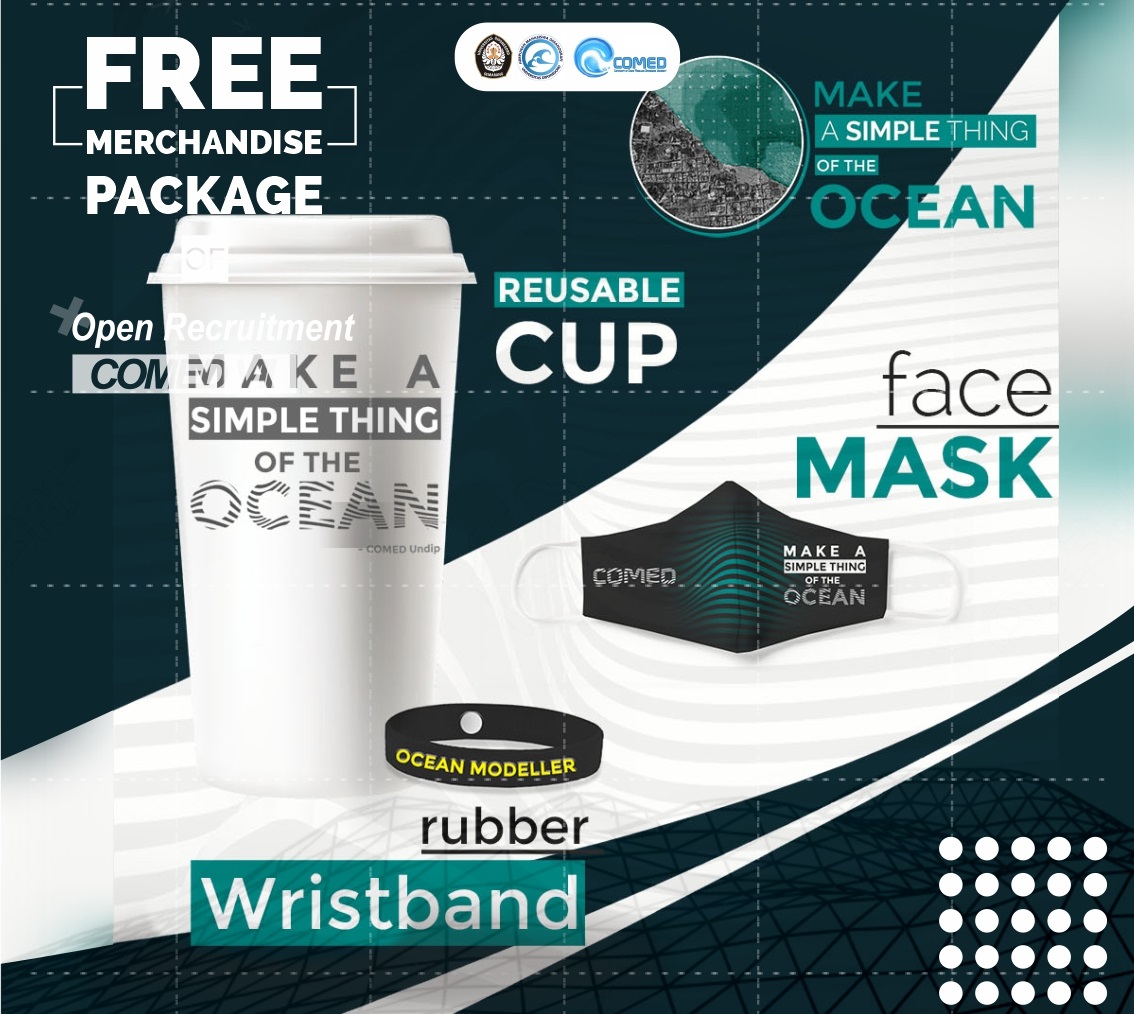 FREE
MERCHANDISE
PACKAGE
OF
Open Recruitment
COMED
COMED
MAKE
A SIMPLE THING
OF THE
OCEAN
REUSABLE
CUP
MAKE A
SIMPLE THING
OF THE
OCEAN
- COMED Undip
face
MASK
COMED
MAKE A
SIMPLE THING
OF THE
OCEAN
OCEAN MODELLER
rubber
Wristband